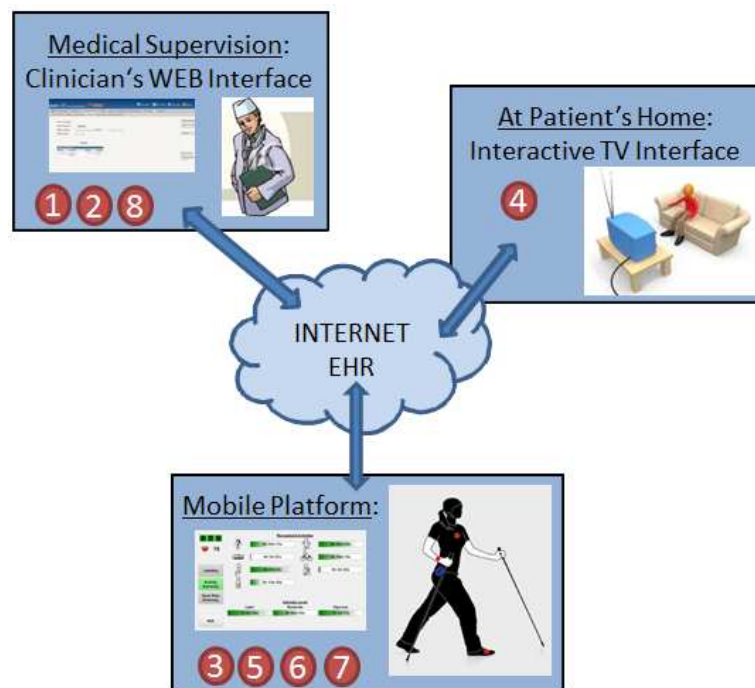 Medical Supervision:
Clinician's WEB Interface
1 2 8
At Patient's Home:
Interactive TV Interface
4
INTERNET
EHR
Mobile Platform:
3 5 6 7